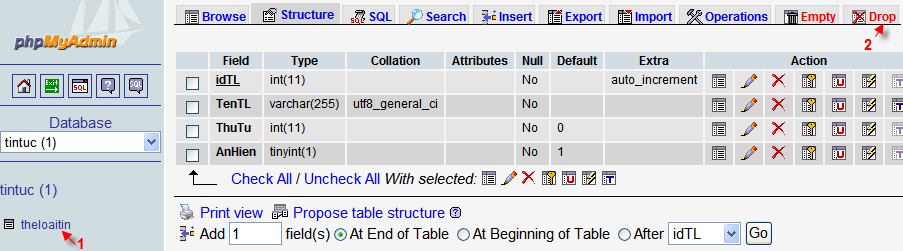 phpMyAdmin
SQL
Database
tintuc (1)
tintuc (1)
theloaitin
1
Browse Structure SQL Search Insert Export Import Operations Empty Drop
2
Field Type Collation Attributes Null Default Extra Action
idTL int(11) No auto_increment
TenTL varchar(255) utf8_general_ci No
ThuTu int(11) No 0
AnHien tinyint(1) No 1
Check All / Uncheck All With selected:
Print view Propose table structure
Add 1 field(s) At End of Table At Beginning of Table After idTL Go